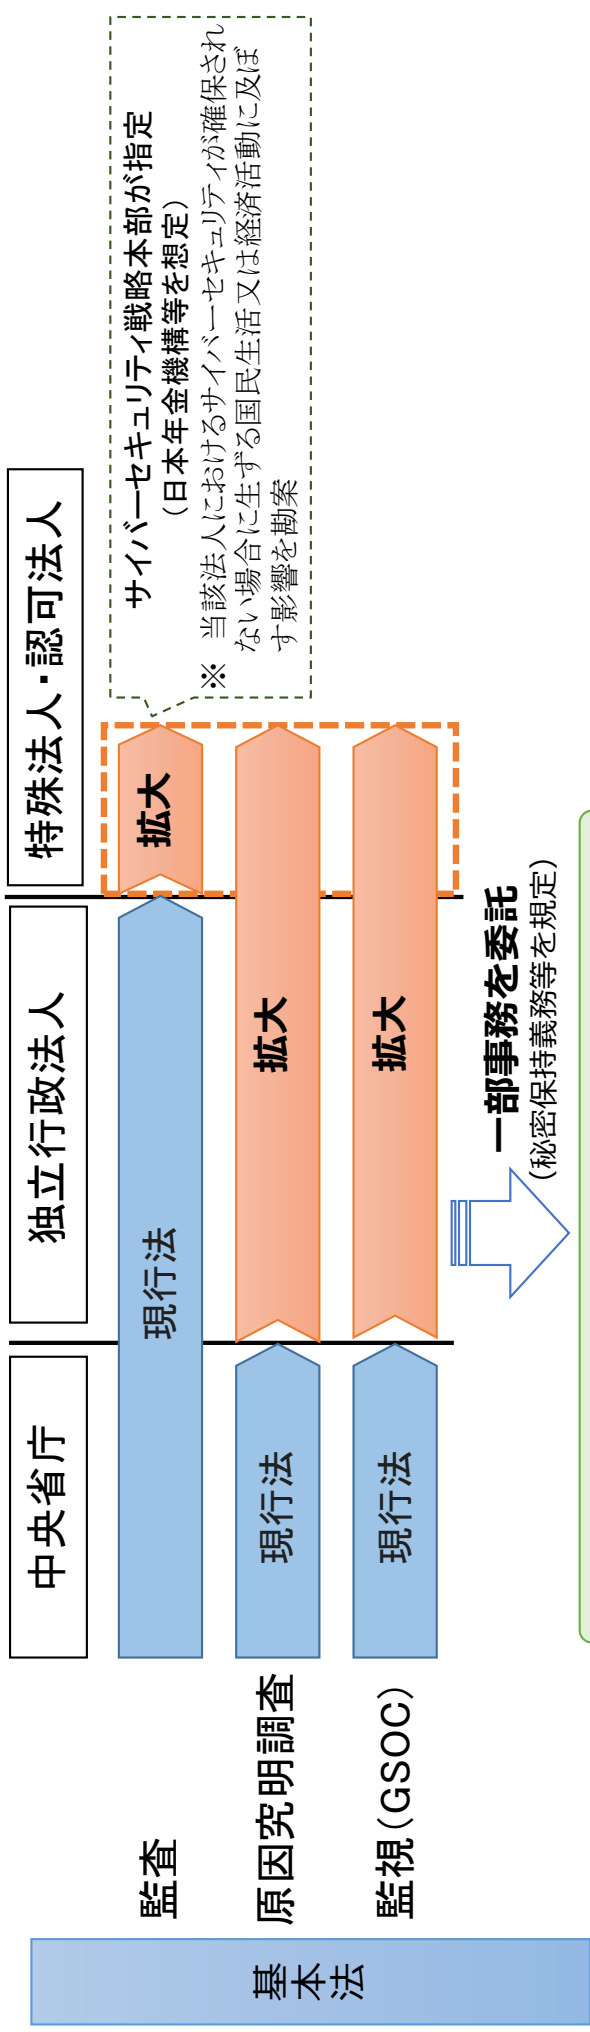 中央省庁
独立行政法人
特殊法人・認可法人
基本法
監査
現行法
拡大
原因究明調査
現行法
拡大
監視(GSOC)
現行法
拡大
サイバーセキュリティ戦略本部が指定
(日本年金機構等を想定)
※ 当該法人におけるサイバーセキュリティが確保され
ない場合に生ずる国民生活又は経済活動に及ぼ
す影響を勘案
一部事務を委託
(秘密保持義務等を規定)